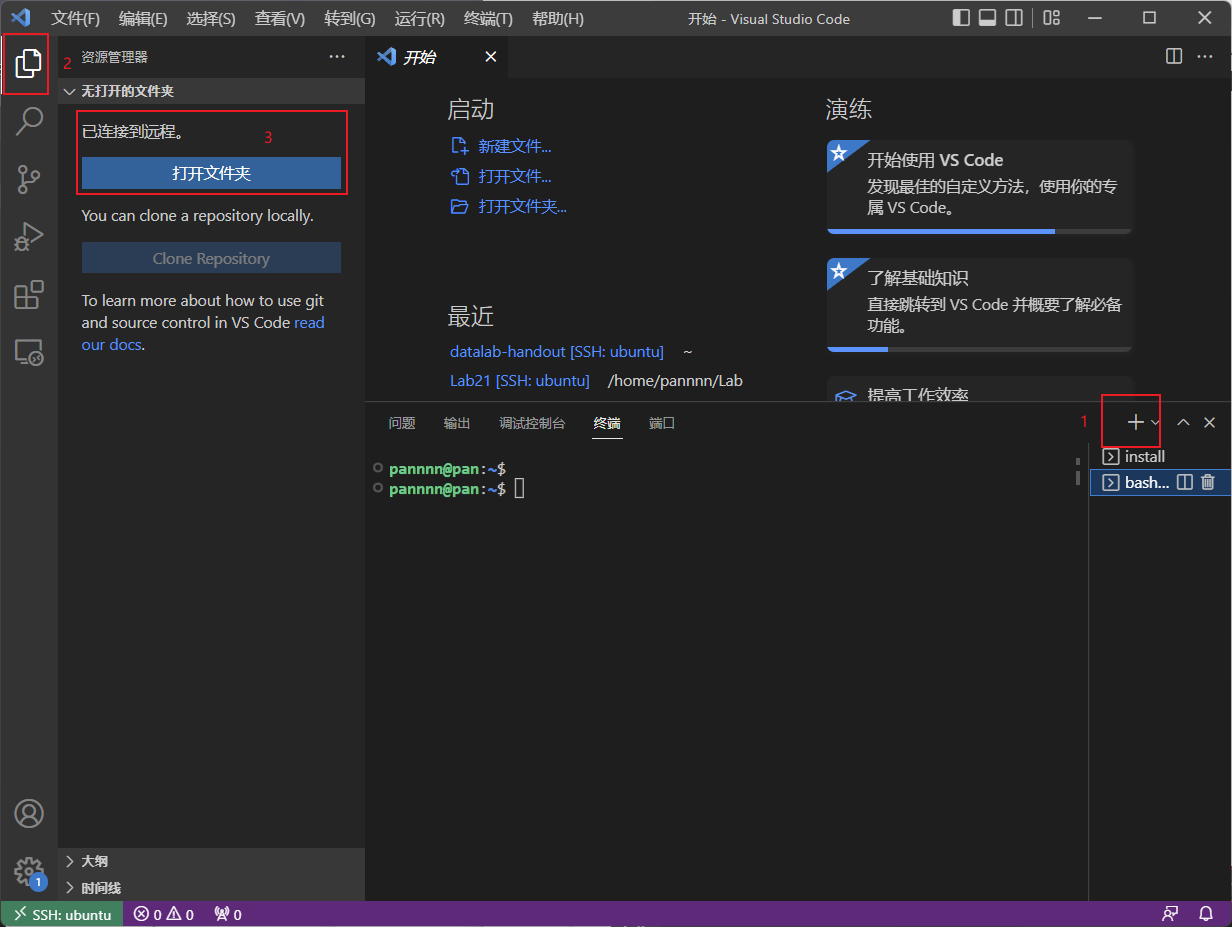 文件(F) 编辑(E) 选择(S) 查看(V) 转到(G) 运行(R) 终端(T) 帮助(H) 开始 - Visual Studio Code
2 资源管理器 ···
无打开的文件夹
已连接到远程。
3
打开文件夹
You can clone a repository locally.
Clone Repository
To learn more about how to use git
and source control in VS Code read
our docs.
大纲
时间线
开始
启动
新建文件...
打开文件...
打开文件夹...
最近
datalab-handout [SSH: ubuntu] ~
Lab21 [SSH: ubuntu] /home/pannnn/Lab
演练
开始使用 VS Code
发现最佳的自定义方法，使用你的专
属 VS Code。
了解基础知识
直接跳转到 VS Code 并概要了解必备
功能。
提高工作效率
问题 输出 调试控制台 终端 端口 1
pannnn@pan:~$
pannnn@pan:~$
install
bash...
1
SSH: ubuntu 0 0 0